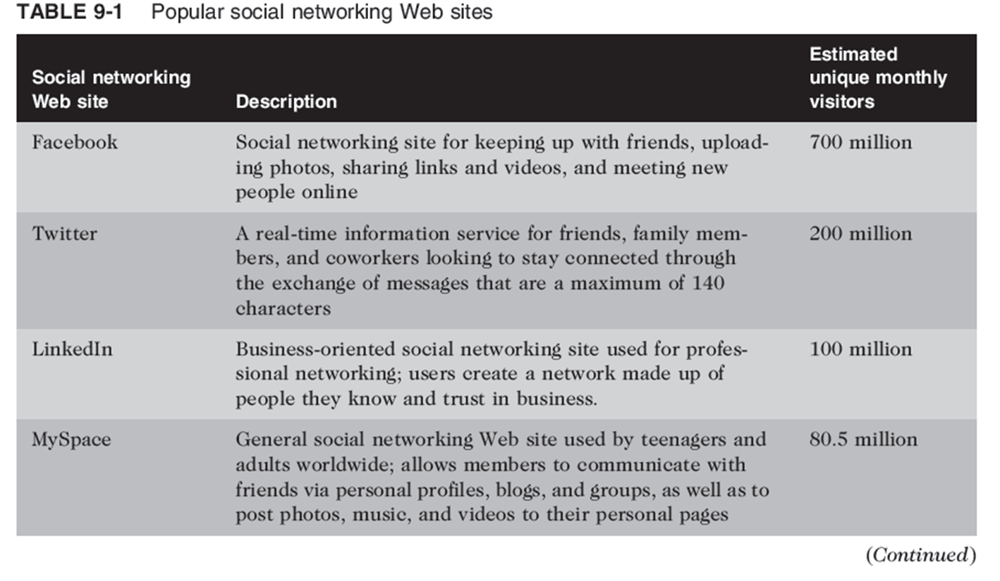 TABLE 9-1 Popular social networking Web sites
Social networking
Web site
Description
Estimated
unique monthly
visitors
Facebook
Social networking site for keeping up with friends, upload-
ing photos, sharing links and videos, and meeting new
people online
700 million
Twitter
A real-time information service for friends, family mem-
bers, and coworkers looking to stay connected through
the exchange of messages that are a maximum of 140
characters
200 million
LinkedIn
Business-oriented social networking site used for profes-
sional networking; users create a network made up of
people they know and trust in business.
100 million
MySpace
General social networking Web site used by teenagers and
adults worldwide; allows members to communicate with
friends via personal profiles, blogs, and groups, as well as to
post photos, music, and videos to their personal pages
80.5 million
(Continued)